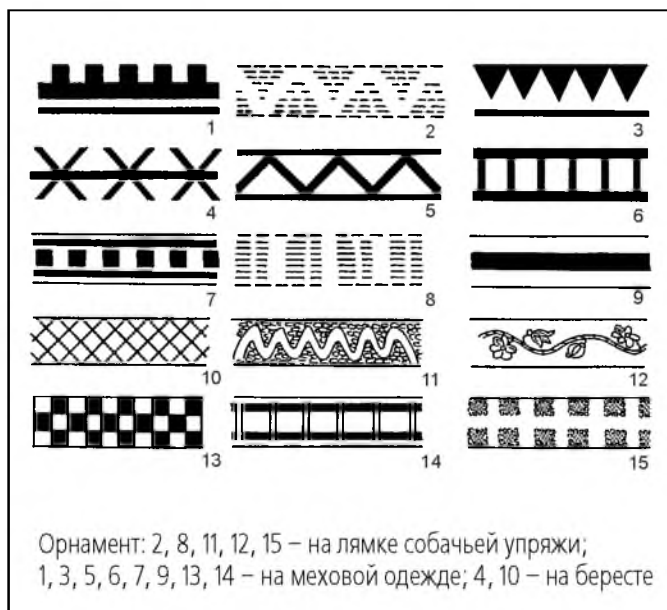 1 2 3
4 5 6
7 8 9
10 11 12
13 14 15
Орнамент: 2, 8, 11, 12, 15 – на лямке собачьей упряжи;
1, 3, 5, 6, 7, 9, 13, 14 – на меховой одежде; 4, 10 – на бересте